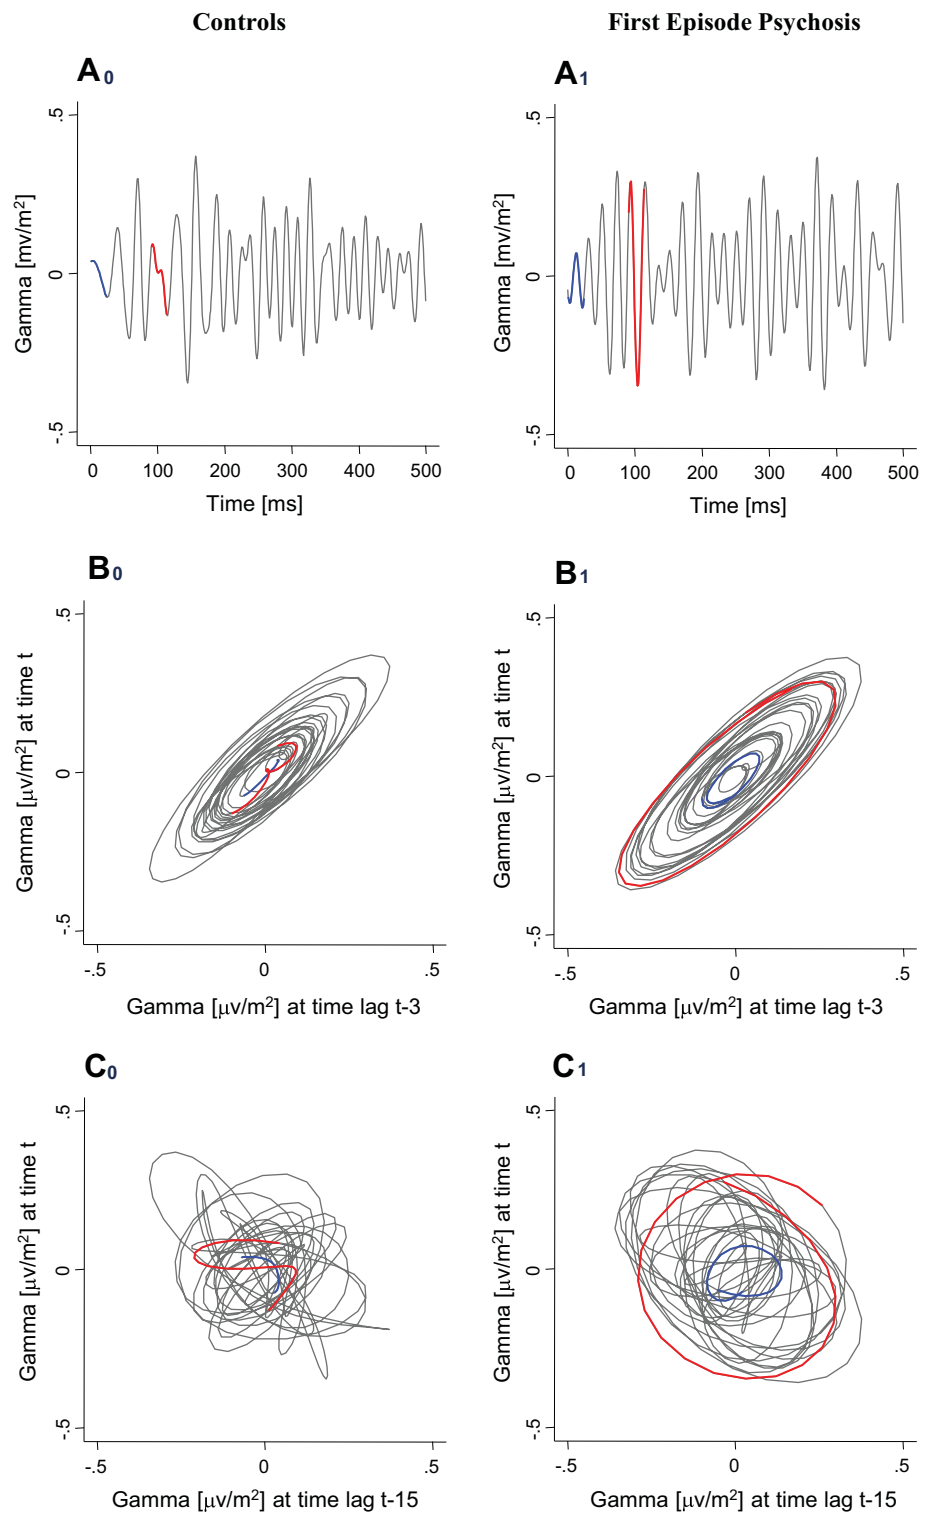 Controls
First Episode Psychosis
A0
A1
.5
0
-.5
Gamma [mv/m²]
0 100 200 300 400 500
Time [ms]
.5
0
-.5
Gamma [mv/m²]
0 100 200 300 400 500
Time [ms]
B0
B1
.5
0
-.5
Gamma [μv/m²] at time t
-.5 0 .5
Gamma [μv/m²] at time lag t-3
.5
0
-.5
Gamma [μv/m²] at time t
-.5 0 .5
Gamma [μv/m²] at time lag t-3
C0
C1
.5
0
-.5
Gamma [μv/m²] at time t
-.5 0 .5
Gamma [μv/m²] at time lag t-15
.5
0
-.5
Gamma [μv/m²] at time t
-.5 0 .5
Gamma [μv/m²] at time lag t-15